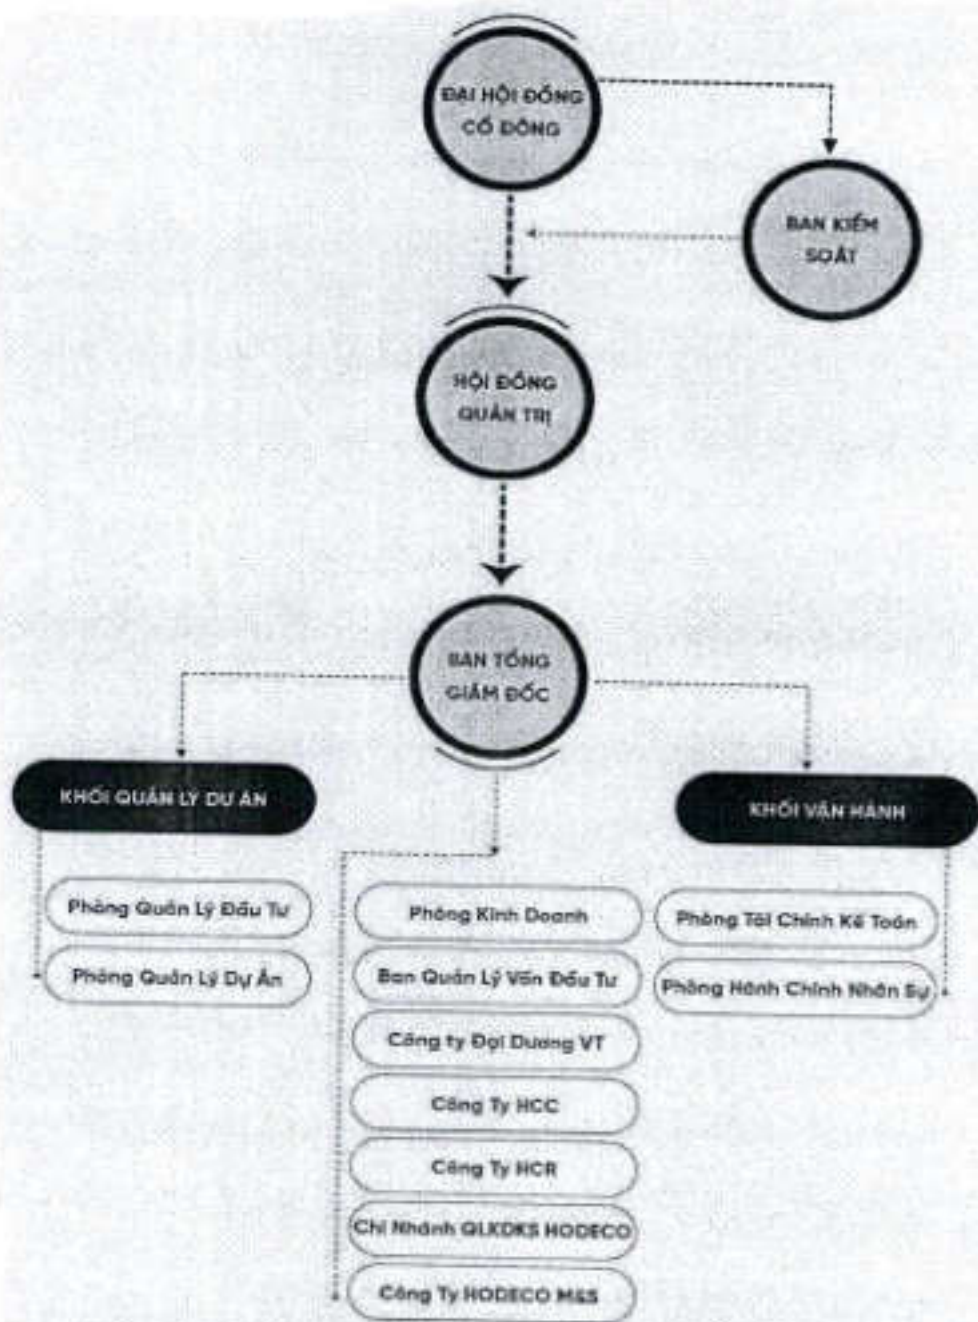 ĐẠI HỘI ĐỒNG
CỔ ĐÔNG
BAN KIỂM
SOÁT
HỘI ĐỒNG
QUẢN TRỊ
BAN TỔNG
GIÁM ĐỐC
KHỐI QUẢN LÝ DỰ ÁN
KHỐI VẬN HÀNH
Phòng Quản Lý Đầu Tư
Phòng Quản Lý Dự Án
Phòng Kinh Doanh
Ban Quản Lý Vốn Đầu Tư
Công ty Đại Dương VT
Công Ty HCC
Công Ty HCR
Chi Nhánh QLKDKS HODECO
Công Ty HODECO M&S
Phòng Tài Chính Kế Toán
Phòng Hành Chính Nhân Sự